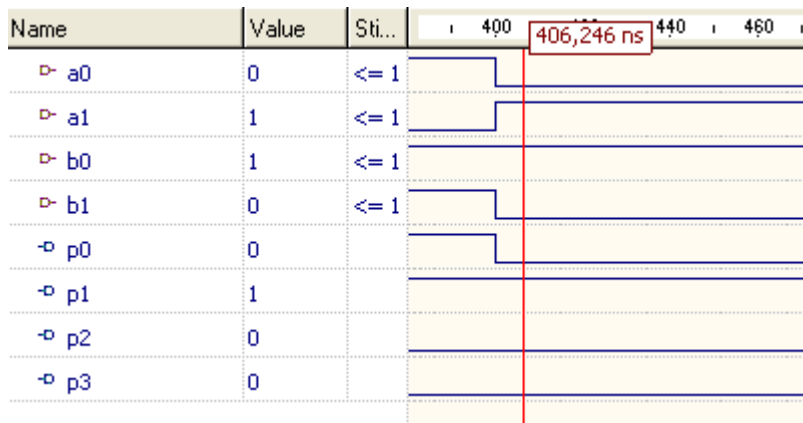 Name Value Sti... 400 406,246 ns 440 460
a0 0 <= 1
a1 1 <= 1
b0 1 <= 1
b1 0 <= 1
p0 0
p1 1
p2 0
p3 0